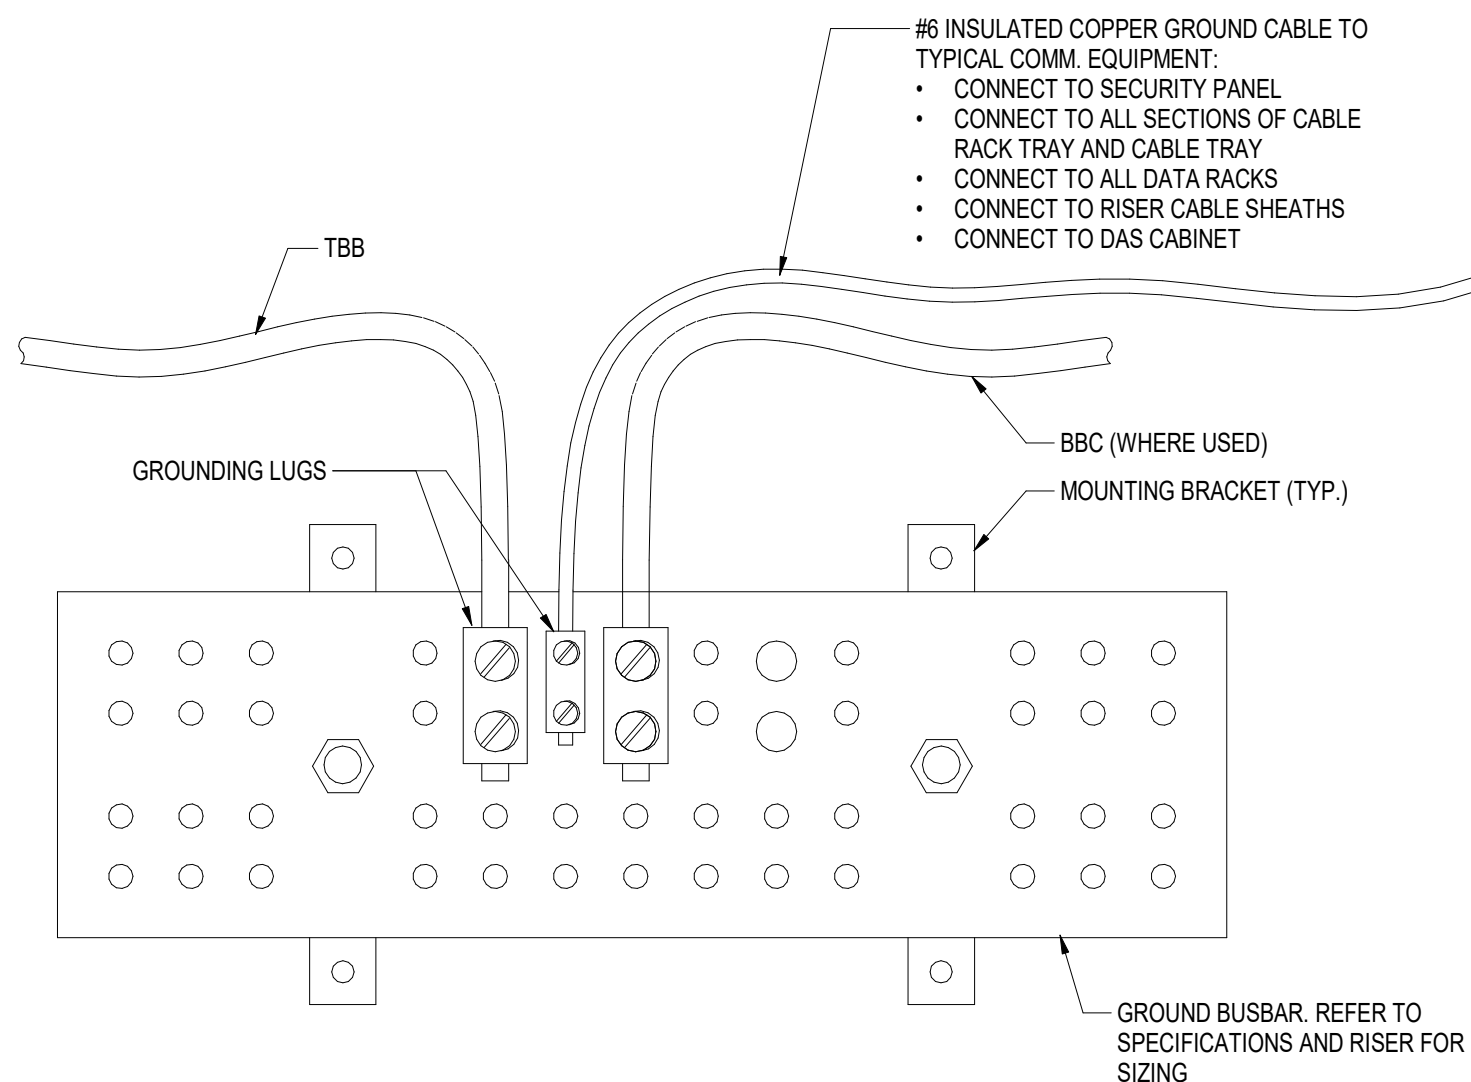 #6 INSULATED COPPER GROUND CABLE TO
TYPICAL COMM. EQUIPMENT:
• CONNECT TO SECURITY PANEL
• CONNECT TO ALL SECTIONS OF CABLE
RACK TRAY AND CABLE TRAY
• CONNECT TO ALL DATA RACKS
• CONNECT TO RISER CABLE SHEATHS
• CONNECT TO DAS CABINET
TBB
BBC (WHERE USED)
GROUNDING LUGS
MOUNTING BRACKET (TYP.)
GROUND BUSBAR. REFER TO
SPECIFICATIONS AND RISER FOR
SIZING